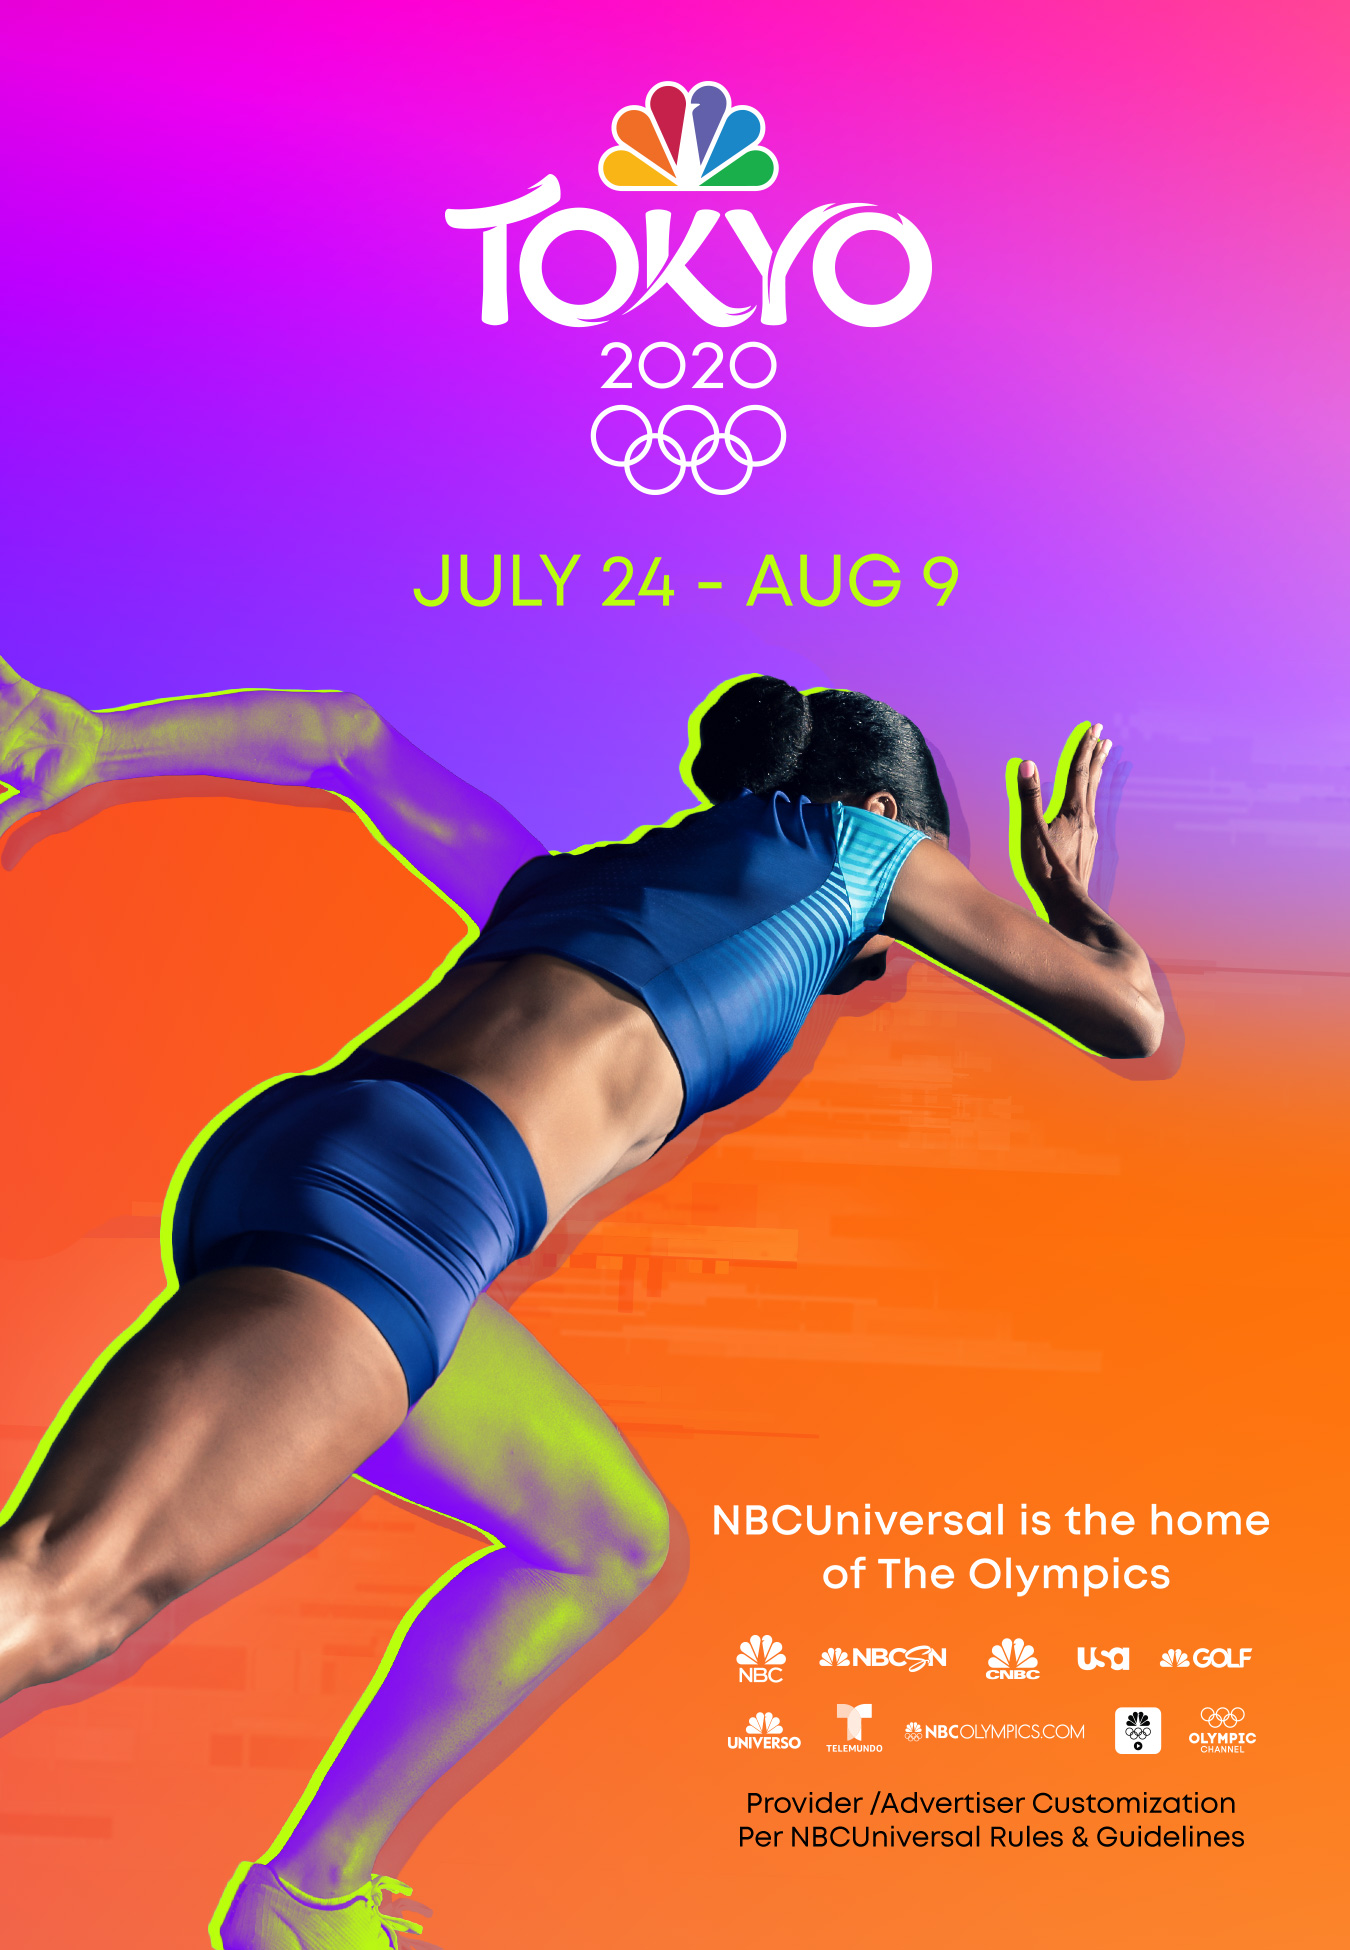 TOKYO
2020
JULY 24 - AUG 9
NBCUniversal is the home
of The Olympics
NBC NBCSN CNBC USA GOLF
UNIVERSO TELEMUNDO NBCOLYMPICS.COM OLYMPIC CHANNEL
Provider /Advertiser Customization
Per NBCUniversal Rules & Guidelines